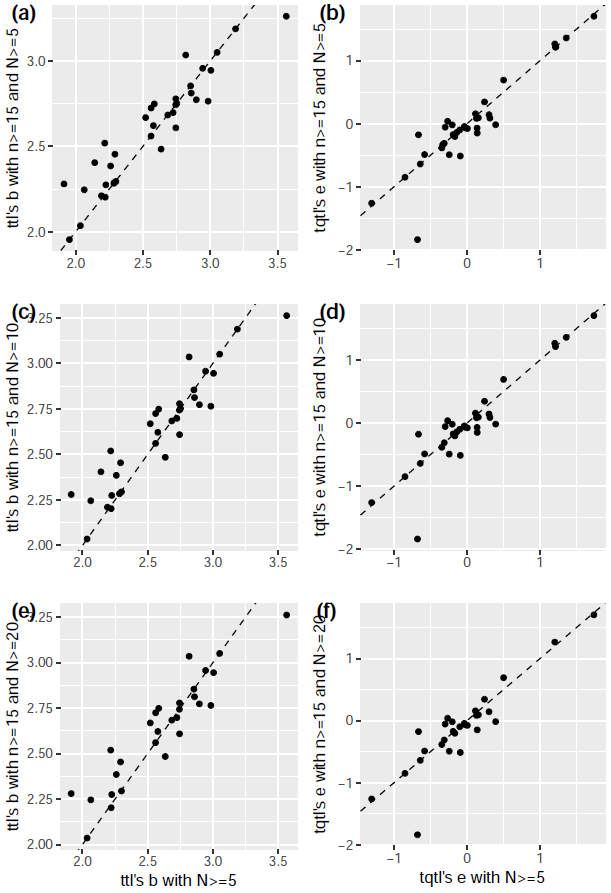 (a)
ttl's b with n>=15 and N>=5
3.0
2.5
2.0
2.0 2.5 3.0 3.5
(b)
tqtl's e with n>=15 and N>=5
1
0
−1
−2
−1 0 1
(c)
ttl's b with n>=15 and N>=10
3.25
3.00
2.75
2.50
2.25
2.00
2.0 2.5 3.0 3.5
(d)
tqtl's e with n>=15 and N>=10
1
0
−1
−2
−1 0 1
(e)
ttl's b with n>=15 and N>=20
3.25
3.00
2.75
2.50
2.25
2.00
2.0 2.5 3.0 3.5
ttl's b with N>=5
(f)
tqtl's e with n>=15 and N>=20
1
0
−1
−2
−1 0 1
tqtl's e with N>=5